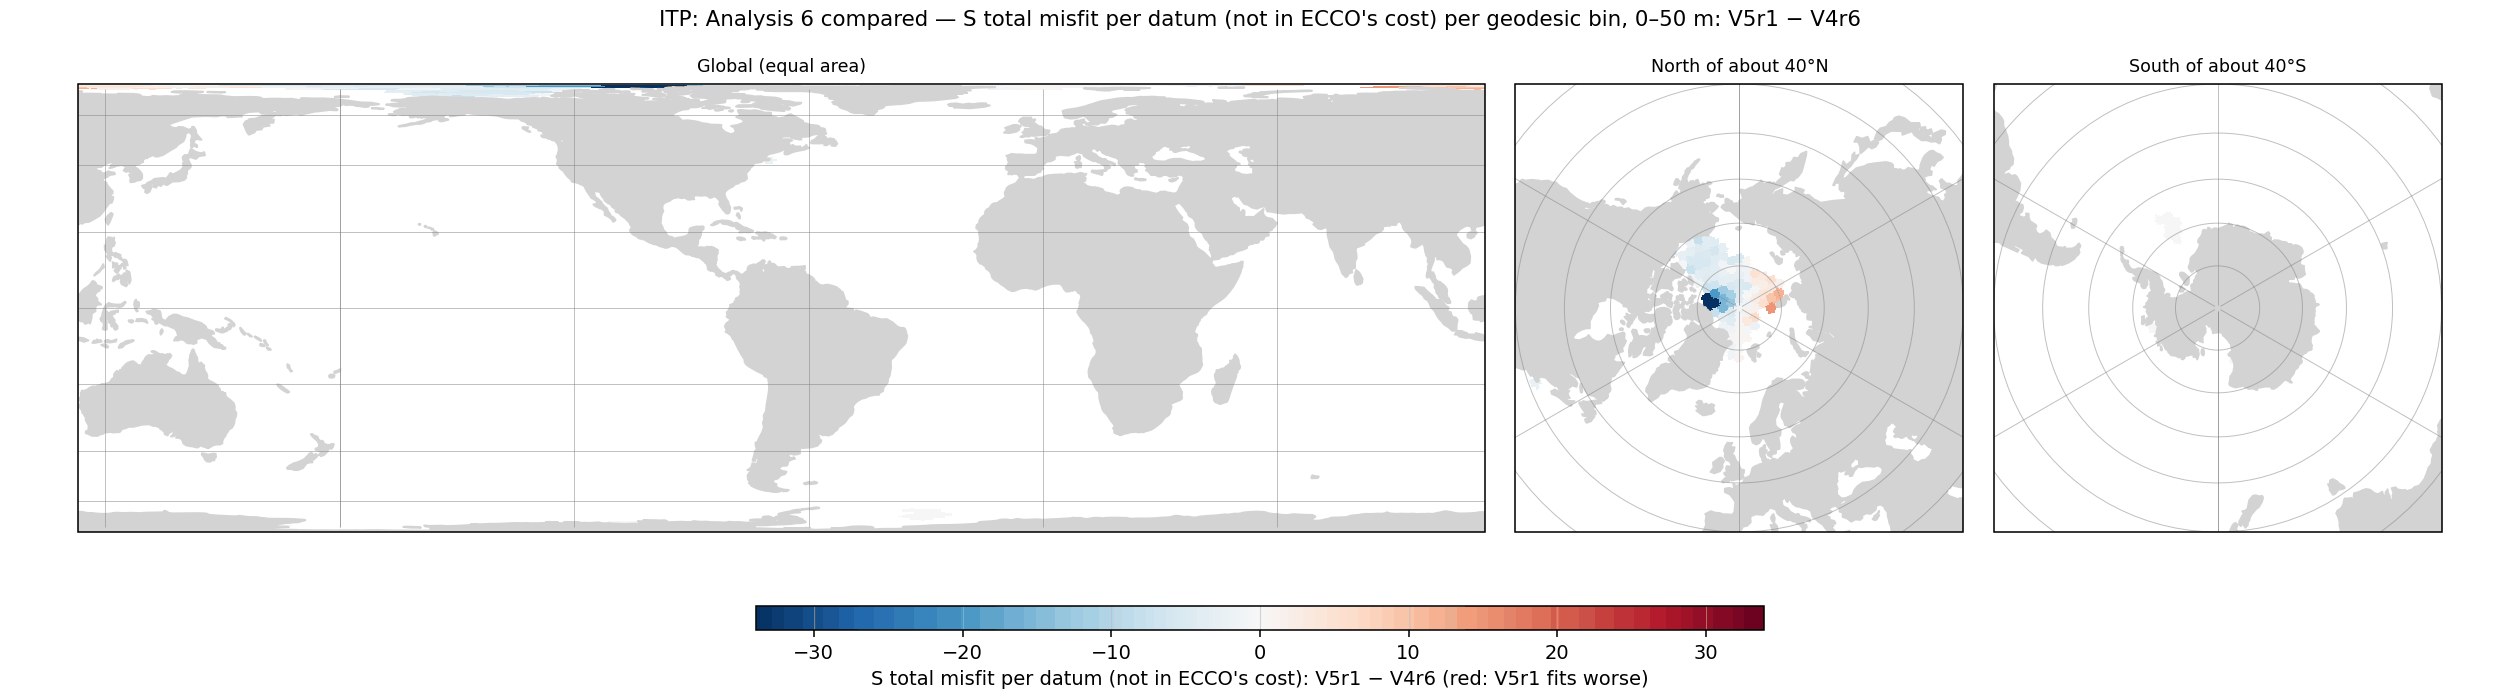 ITP: Analysis 6 compared — S total misfit per datum (not in ECCO's cost) per geodesic bin, 0–50 m: V5r1 − V4r6
Global (equal area)
North of about 40°N
South of about 40°S
−30
−20
−10
0
10
20
30
S total misfit per datum (not in ECCO's cost): V5r1 − V4r6 (red: V5r1 fits worse)